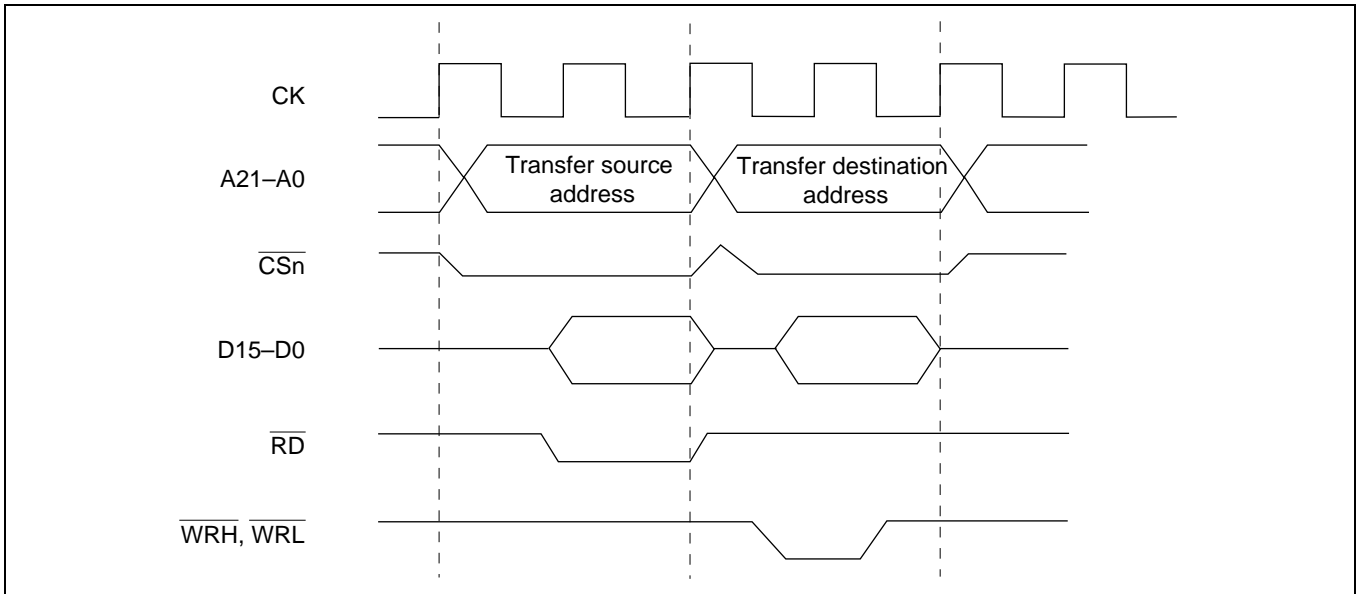 CK
A21–A0
Transfer source
address
Transfer destination
address
CSn
D15–D0
RD
WRH, WRL